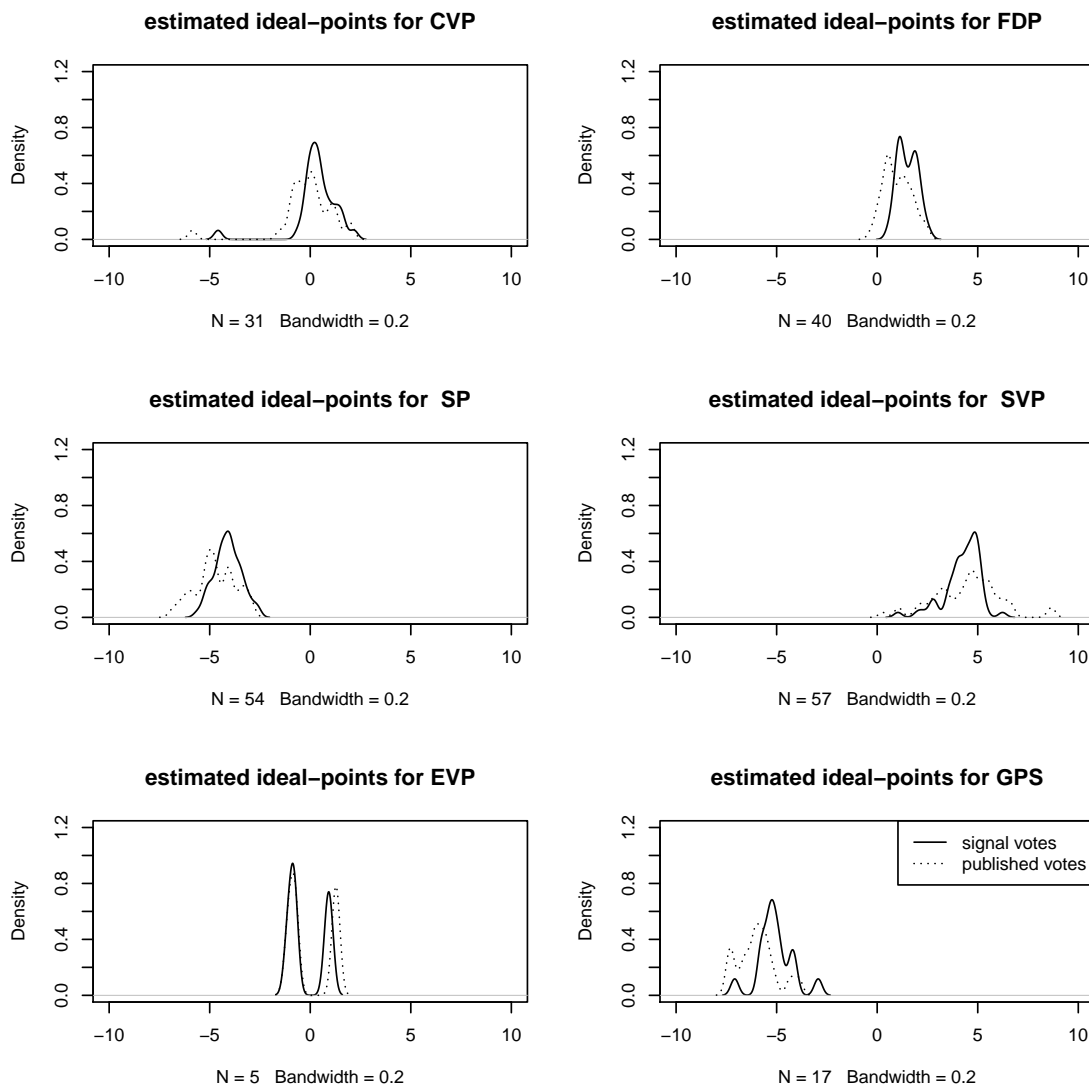 estimated ideal−points for CVP
Density
0.0 0.4 0.8 1.2
−10 −5 0 5 10
N = 31 Bandwidth = 0.2
estimated ideal−points for FDP
Density
0.0 0.4 0.8 1.2
−10 −5 0 5 10
N = 40 Bandwidth = 0.2
estimated ideal−points for SP
Density
0.0 0.4 0.8 1.2
−10 −5 0 5 10
N = 54 Bandwidth = 0.2
estimated ideal−points for SVP
Density
0.0 0.4 0.8 1.2
−10 −5 0 5 10
N = 57 Bandwidth = 0.2
estimated ideal−points for EVP
Density
0.0 0.4 0.8 1.2
−10 −5 0 5 10
N = 5 Bandwidth = 0.2
estimated ideal−points for GPS
signal votes
published votes
Density
0.0 0.4 0.8 1.2
−10 −5 0 5 10
N = 17 Bandwidth = 0.2